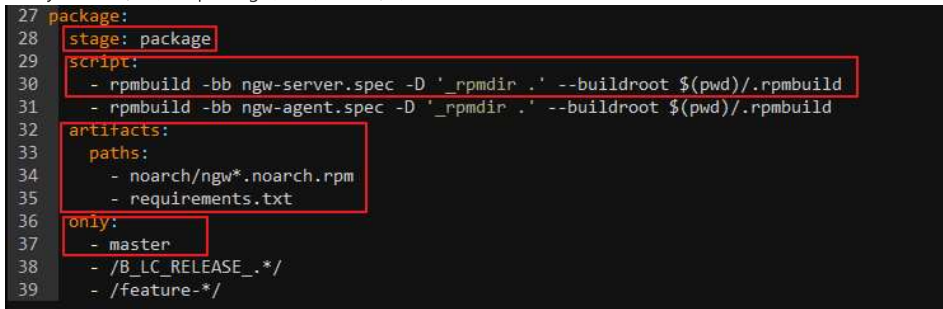 27 package:
28 stage: package
29 script:
30 - rpmbuild -bb ngw-server.spec -D '_rpmdir .' --buildroot $(pwd)/.rpmbuild
31 - rpmbuild -bb ngw-agent.spec -D '_rpmdir .' --buildroot $(pwd)/.rpmbuild
32 artifacts:
33 paths:
34 - noarch/ngw*.noarch.rpm
35 - requirements.txt
36 only:
37 - master
38 - /B_LC_RELEASE_.*/
39 - /feature-*/